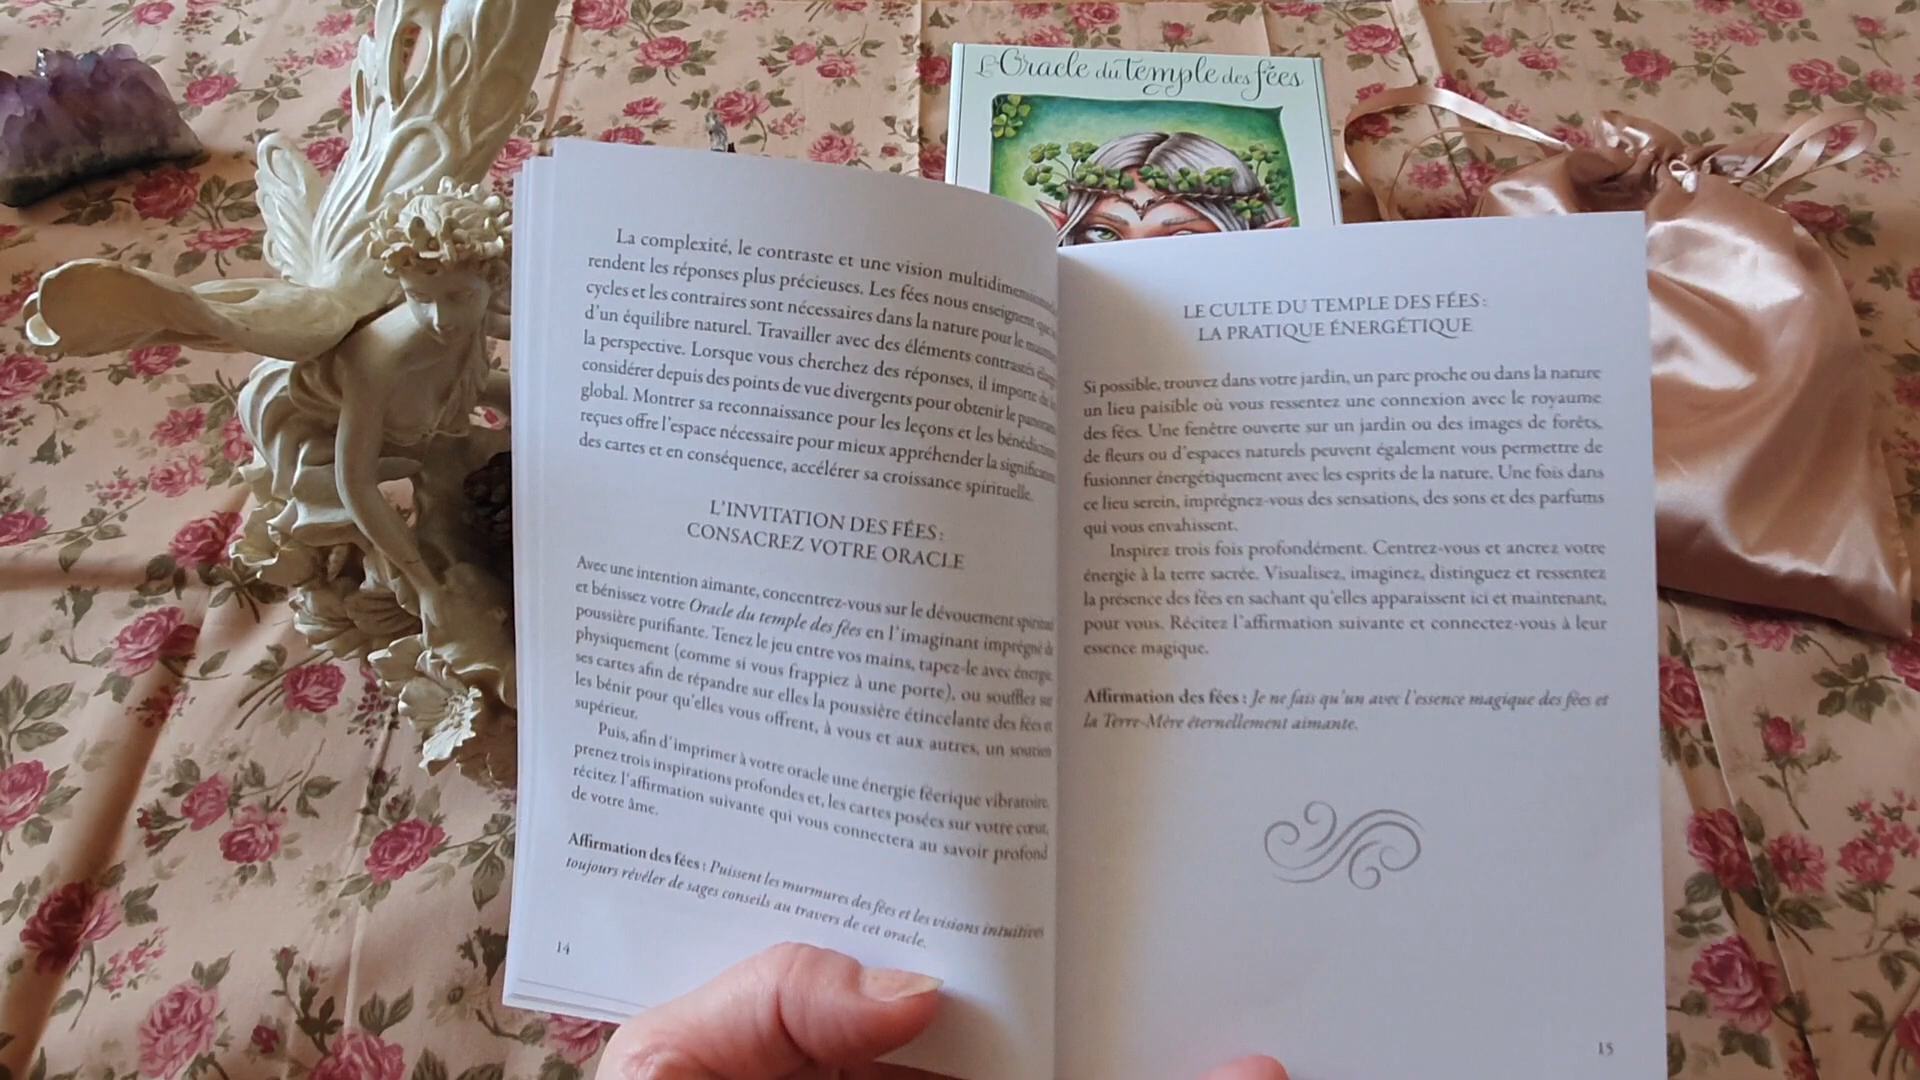 L'Oracle du temple des fées
La complexité, le contraste et une vision
rendent les réponses plus précieuses. Les fées nous enseignent
cycles et les contraires sont nécessaires dans la nature pour le
d'un équilibre naturel. Travailler avec des éléments contrastés
la perspective. Lorsque vous cherchez des réponses, il importe de
considérer depuis des points de vue divergents pour obtenir le
global. Montrer sa reconnaissance pour les leçons et les
reçues offre l'espace nécessaire pour mieux appréhender la
des cartes et en conséquence, accélérer sa croissance spirituelle.
L'INVITATION DES FÉES :
CONSACREZ VOTRE ORACLE
Avec une intention aimante, concentrez-vous sur le dévouement
et bénissez votre Oracle du temple des fées en l'imaginant imprégné
poussière purifiante. Tenez le jeu entre vos mains, tapez-le avec
physiquement (comme si vous frappiez à une porte), ou soufflez
ses cartes afin de répandre sur elles la poussière étincelante des fées et
les bénir pour qu'elles vous offrent, à vous et aux autres, un soutien
supérieur.
Puis, afin d'imprimer à votre oracle une énergie féerique vibratoire,
prenez trois inspirations profondes et, les cartes posées sur votre cœur,
récitez l'affirmation suivante qui vous connectera au savoir profond
de votre âme.
Affirmation des fées : Puissent les murmures des fées et les visions intuitives
toujours révéler de sages conseils au travers de cet oracle.
14
LE CULTE DU TEMPLE DES FÉES :
LA PRATIQUE ÉNERGÉTIQUE
Si possible, trouvez dans votre jardin, un parc proche ou dans la nature
un lieu paisible où vous ressentez une connexion avec le royaume
des fées. Une fenêtre ouverte sur un jardin ou des images de forêts,
de fleurs ou d'espaces naturels peuvent également vous permettre de
fusionner énergétiquement avec les esprits de la nature. Une fois dans
ce lieu serein, imprégnez-vous des sensations, des sons et des parfums
qui vous envahissent.
Inspirez trois fois profondément. Centrez-vous et ancrez votre
énergie à la terre sacrée. Visualisez, imaginez, distinguez et ressentez
la présence des fées en sachant qu'elles apparaissent ici et maintenant,
pour vous. Récitez l'affirmation suivante et connectez-vous à leur
essence magique.
Affirmation des fées : Je ne fais qu'un avec l'essence magique des fées et
la Terre-Mère éternellement aimante.
15